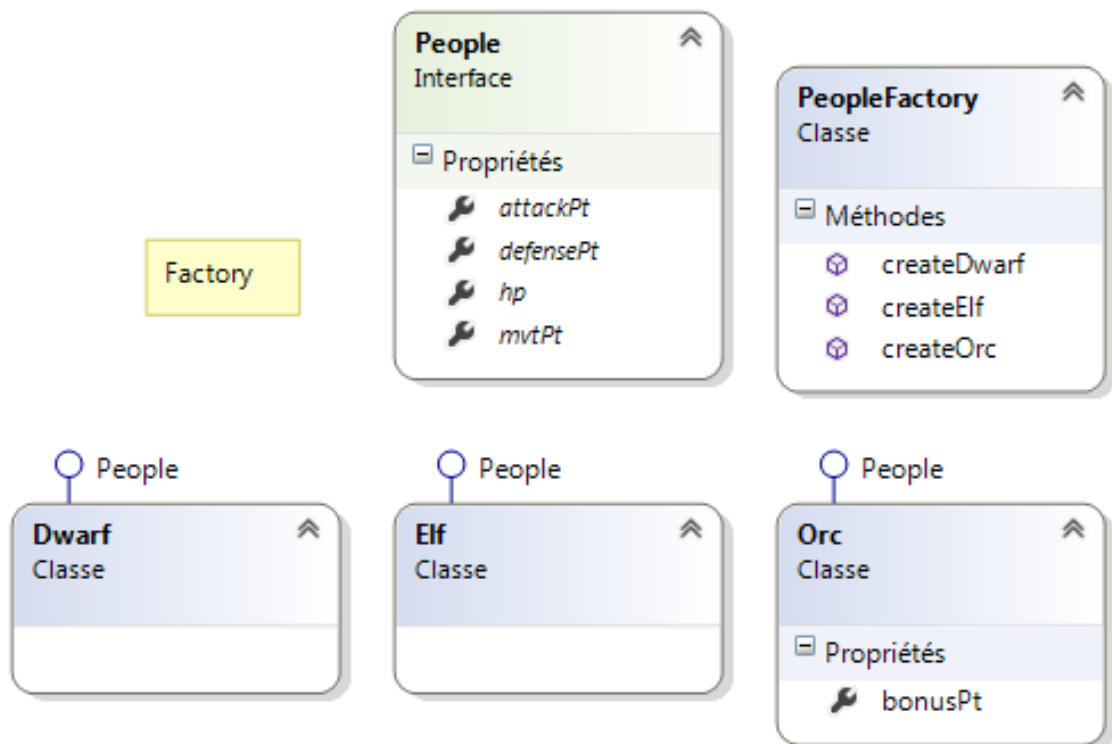 People
Interface
Propriétés
attackPt
defensePt
hp
mvtPt
PeopleFactory
Classe
Méthodes
createDwarf
createElf
createOrc
Factory
People
Dwarf
Classe
People
Elf
Classe
People
Orc
Classe
Propriétés
bonusPt